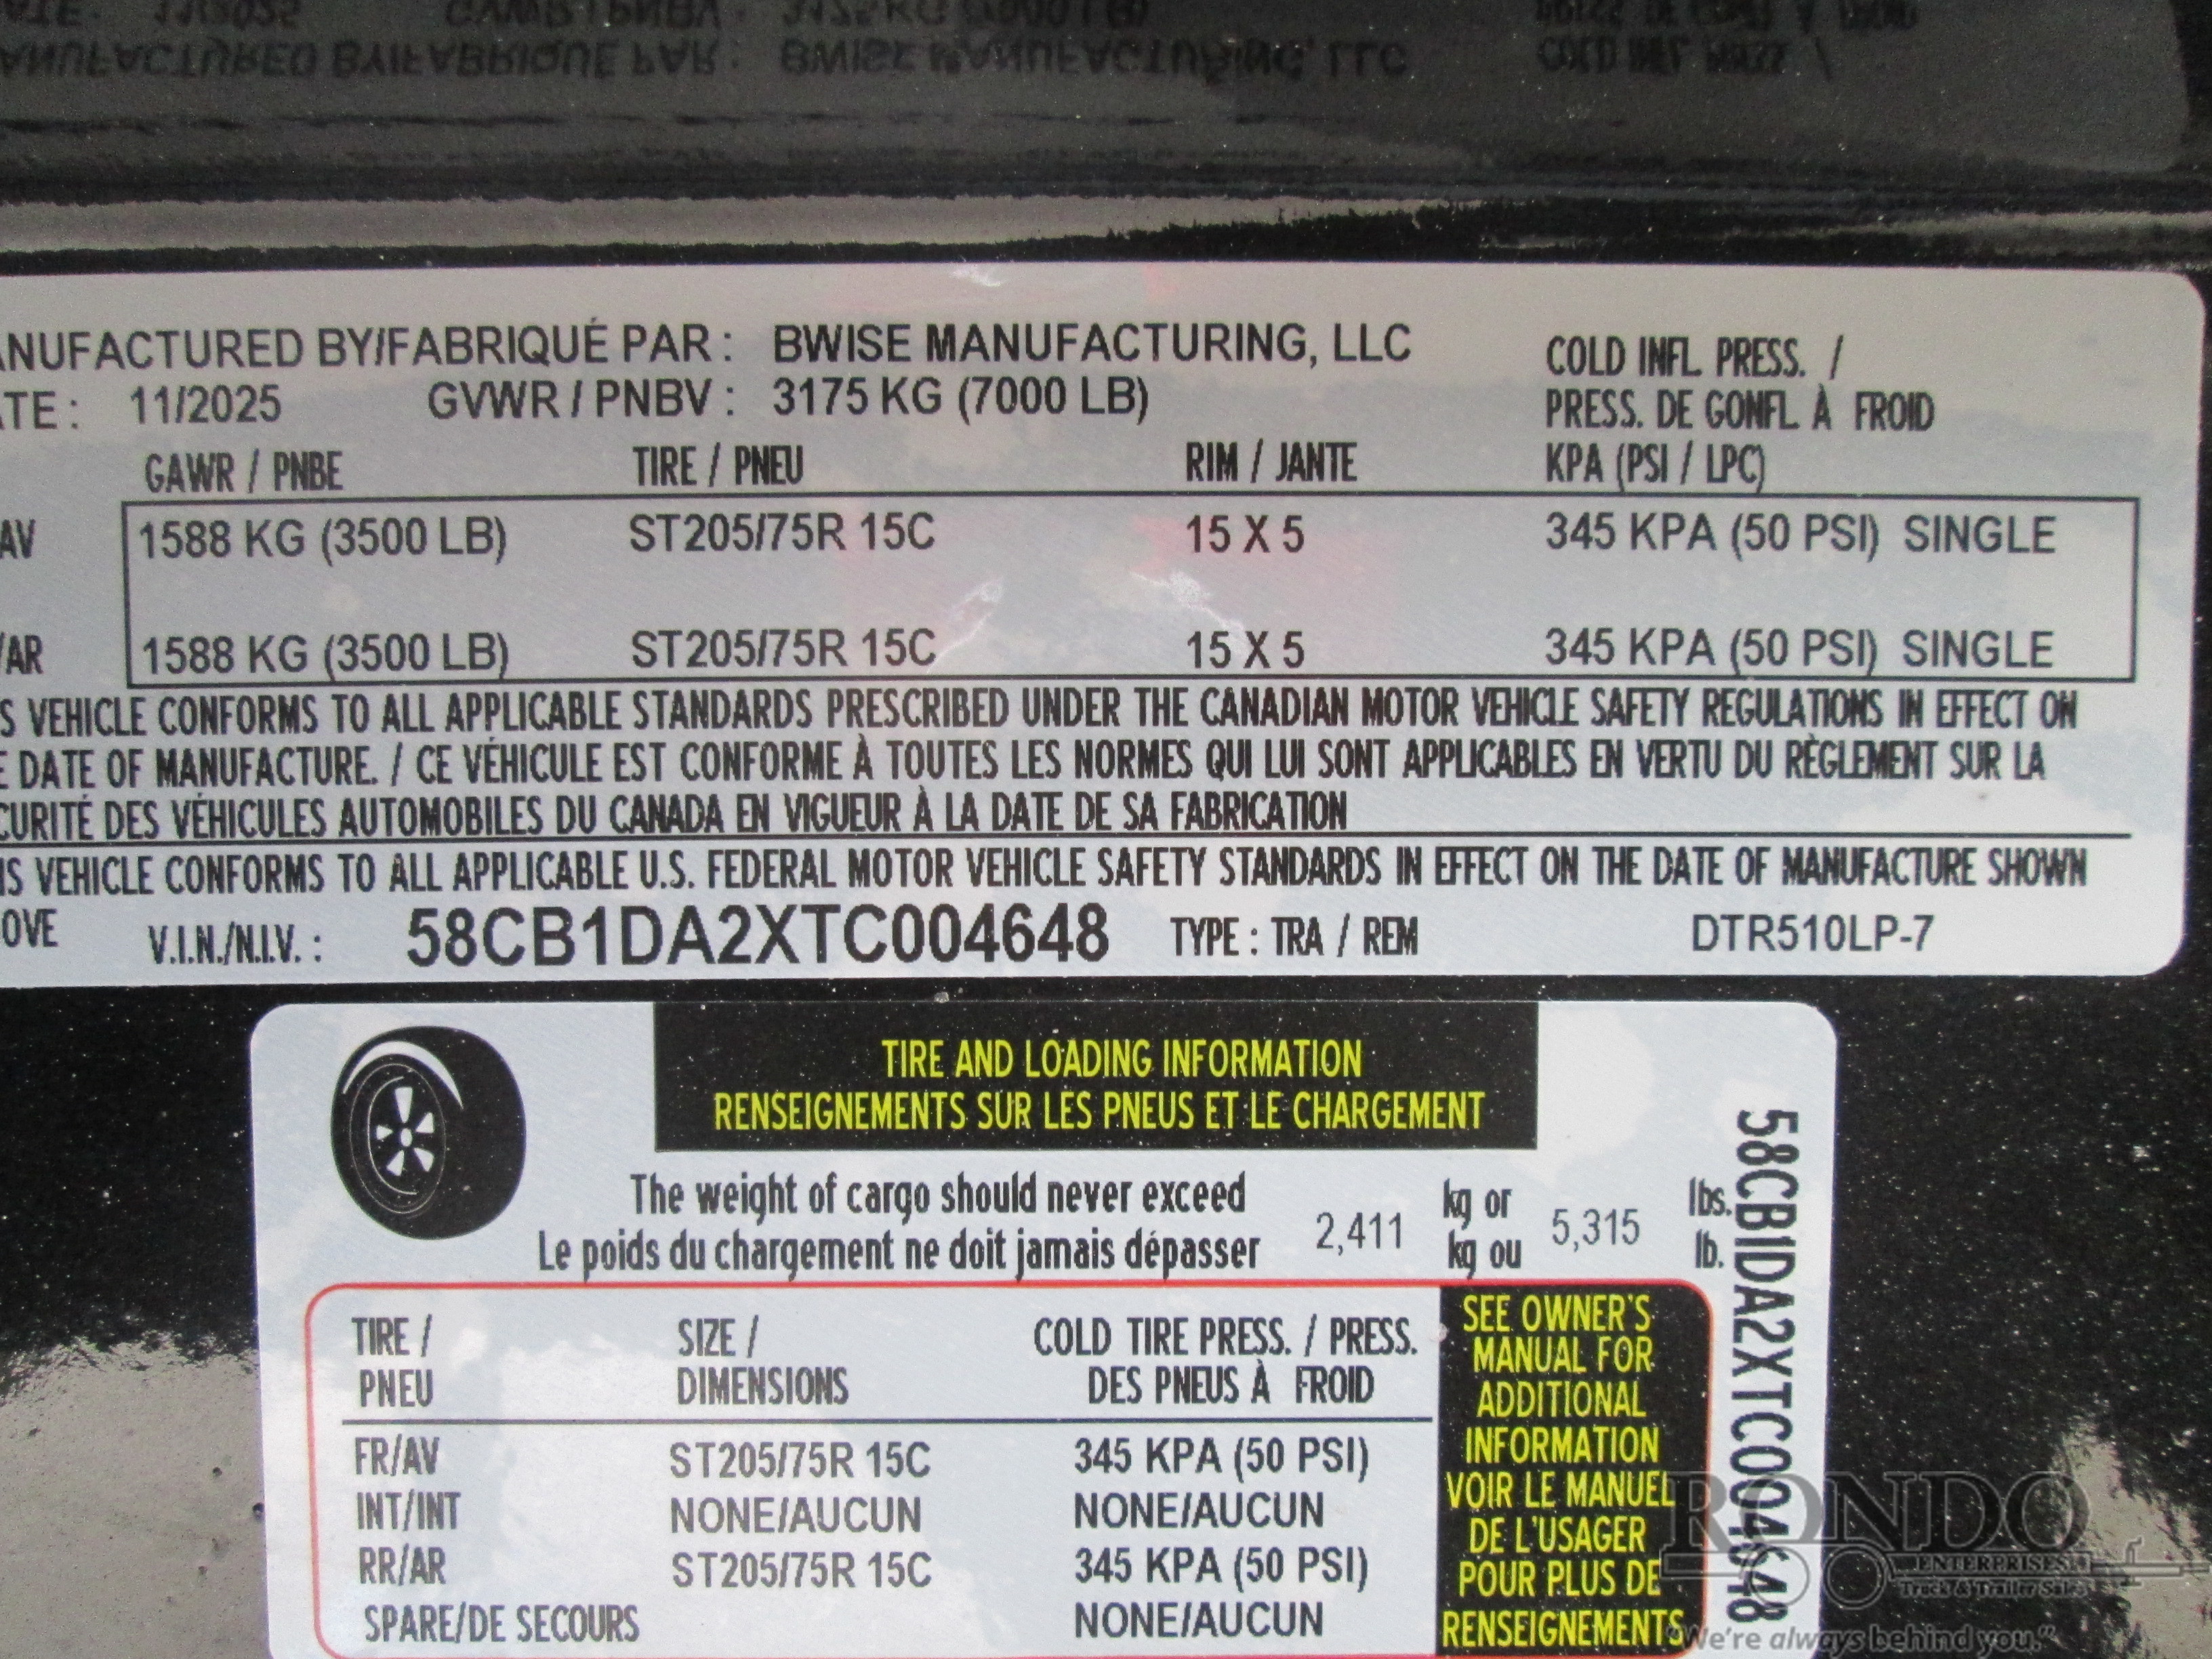 ANUFACTURED BY/FABRIQUÉ PAR : BWISE MANUFACTURING, LLC
ATE : 11/2025 GVWR / PNBV : 3175 KG (7000 LB)
COLD INFL. PRESS. /
PRESS. DE GONFL. À FROID
GAWR / PNBE TIRE / PNEU RIM / JANTE KPA (PSI / LPC)
AV 1588 KG (3500 LB) ST205/75R 15C 15 X 5 345 KPA (50 PSI) SINGLE
/AR 1588 KG (3500 LB) ST205/75R 15C 15 X 5 345 KPA (50 PSI) SINGLE
S VEHICLE CONFORMS TO ALL APPLICABLE STANDARDS PRESCRIBED UNDER THE CANADIAN MOTOR VEHICLE SAFETY REGULATIONS IN EFFECT ON
E DATE OF MANUFACTURE. / CE VÉHICULE EST CONFORME À TOUTES LES NORMES QUI LUI SONT APPLICABLES EN VERTU DU RÈGLEMENT SUR LA
CURITÉ DES VÉHICULES AUTOMOBILES DU CANADA EN VIGUEUR À LA DATE DE SA FABRICATION
IS VEHICLE CONFORMS TO ALL APPLICABLE U.S. FEDERAL MOTOR VEHICLE SAFETY STANDARDS IN EFFECT ON THE DATE OF MANUFACTURE SHOWN
OVE V.I.N./N.I.V. : 58CB1DA2XTC004648 TYPE : TRA / REM DTR510LP-7
TIRE AND LOADING INFORMATION
RENSEIGNEMENTS SUR LES PNEUS ET LE CHARGEMENT
The weight of cargo should never exceed 2,411 kg or 5,315 lbs.
Le poids du chargement ne doit jamais dépasser kg ou lb.
TIRE / SIZE / COLD TIRE PRESS. / PRESS.
PNEU DIMENSIONS DES PNEUS À FROID
FR/AV ST205/75R 15C 345 KPA (50 PSI)
INT/INT NONE/AUCUN NONE/AUCUN
RR/AR ST205/75R 15C 345 KPA (50 PSI)
SPARE/DE SECOURS NONE/AUCUN
SEE OWNER'S
MANUAL FOR
ADDITIONAL
INFORMATION
VOIR LE MANUEL
DE L'USAGER
POUR PLUS DE
RENSEIGNEMENTS
58CB1DA2XTC004648
RONDO
ENTERPRISES
Truck & Trailer Sales
"We're always behind you."